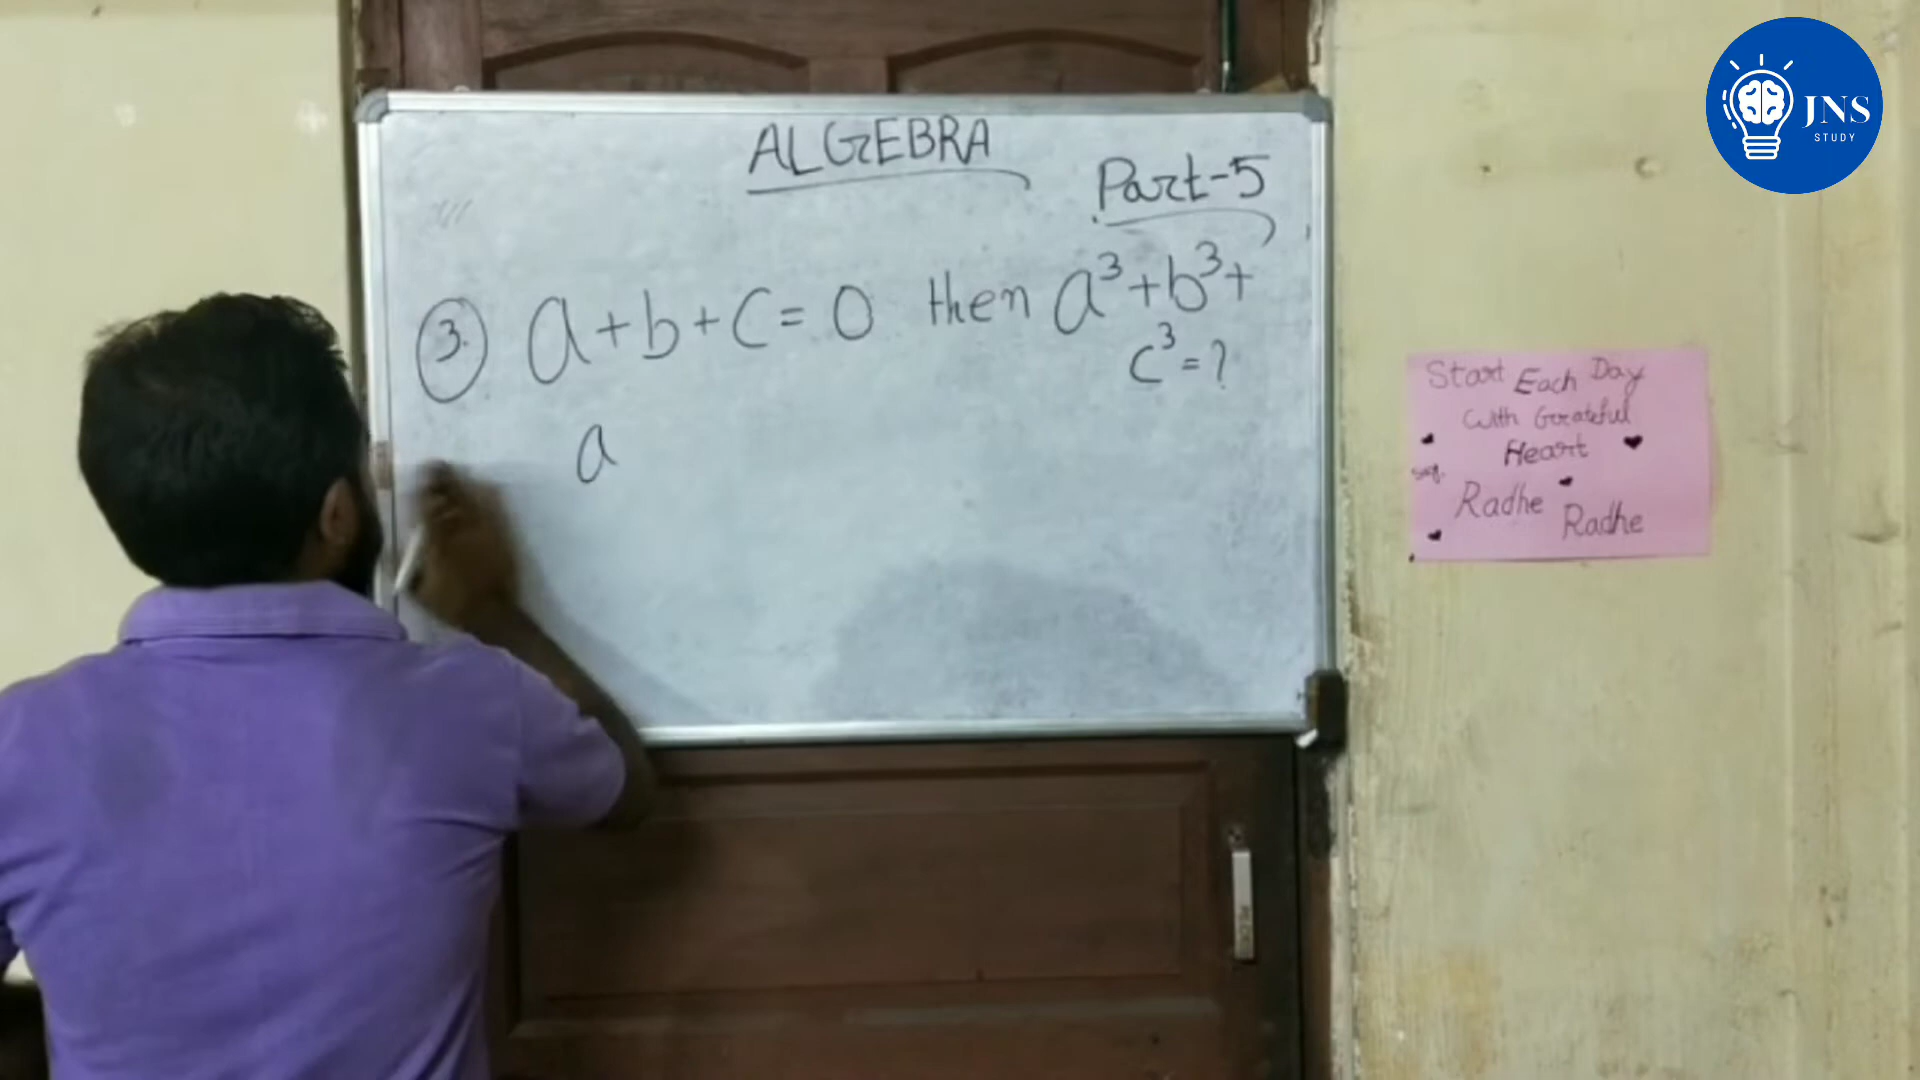 ALGEBRA
Part-5
3. a+b+c=0 then a³+b³+
c³=?
a
Start Each Day
With Grateful
Heart
Radhe
Radhe
JNS
STUDY